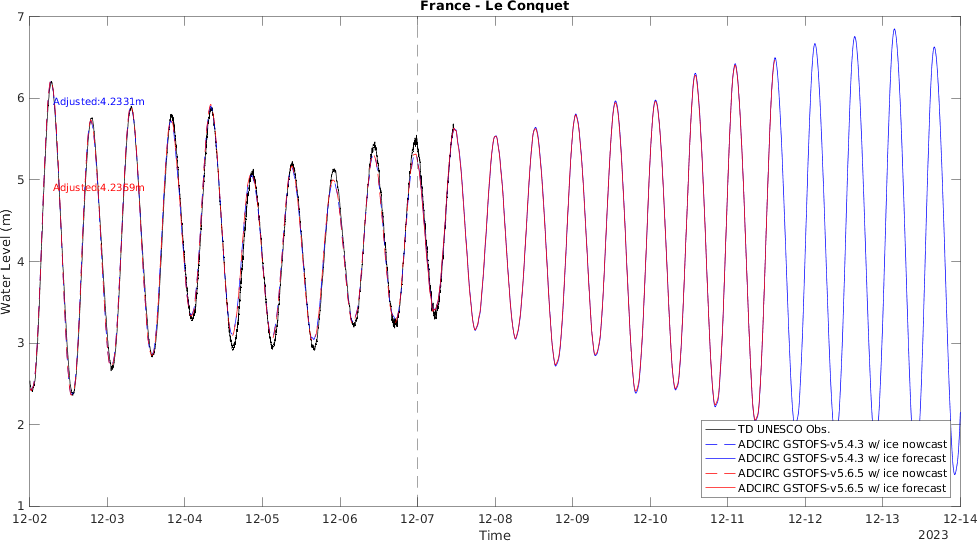 France - Le Conquet
7
6
5
4
3
2
1
Water Level (m)
Adjusted:4.2331m
Adjusted:4.2369m
TD UNESCO Obs.
ADCIRC GSTOFS-v5.4.3 w/ ice nowcast
ADCIRC GSTOFS-v5.4.3 w/ ice forecast
ADCIRC GSTOFS-v5.6.5 w/ ice nowcast
ADCIRC GSTOFS-v5.6.5 w/ ice forecast
12-02 12-03 12-04 12-05 12-06 12-07 12-08 12-09 12-10 12-11 12-12 12-13 12-14
Time
2023